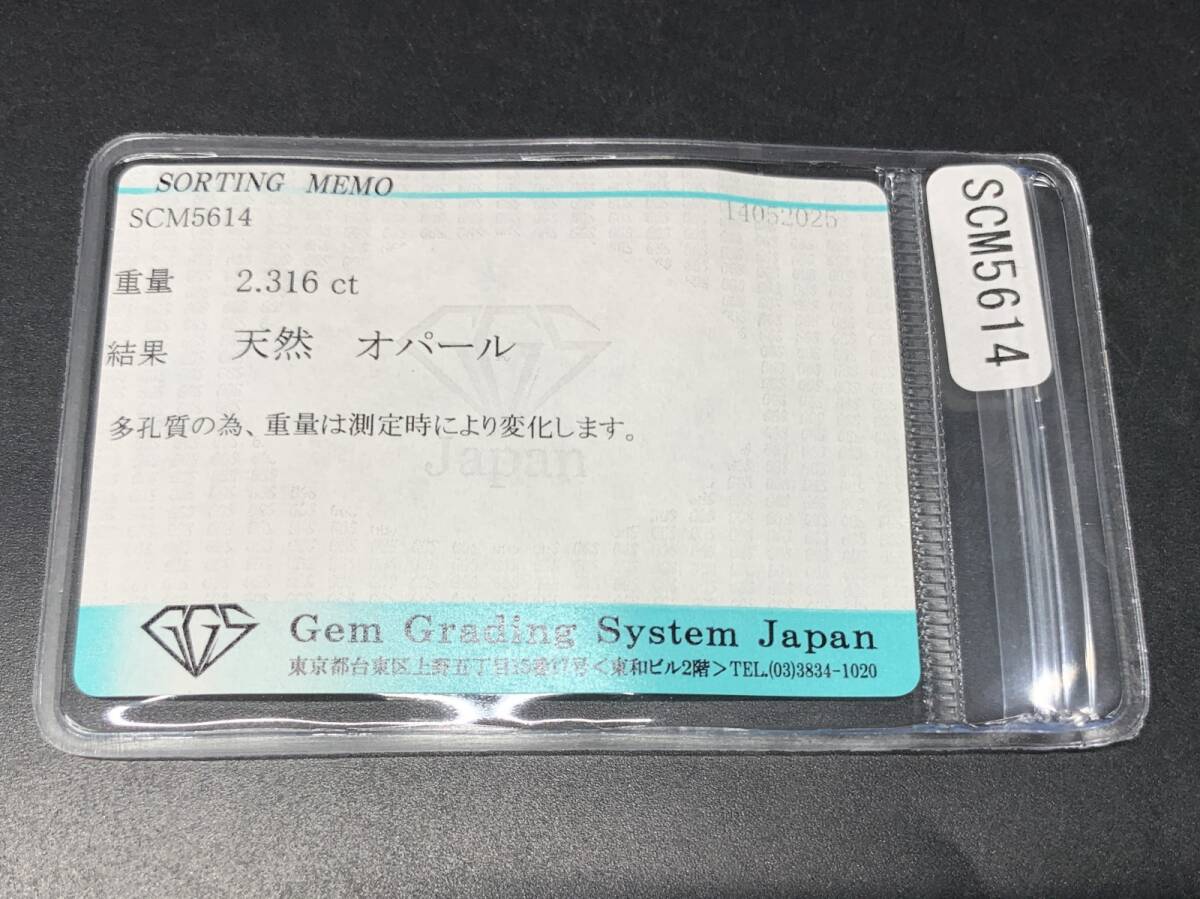 SORTING MEMO
SCM5614 14052025
重量 2.316 ct
結果 天然 オパール
多孔質の為、重量は測定時により変化します。
Japan
GGS Gem Grading System Japan
東京都台東区上野五丁目15番17号<東和ビル2階>TEL.(03)3834-1020
SCM5614